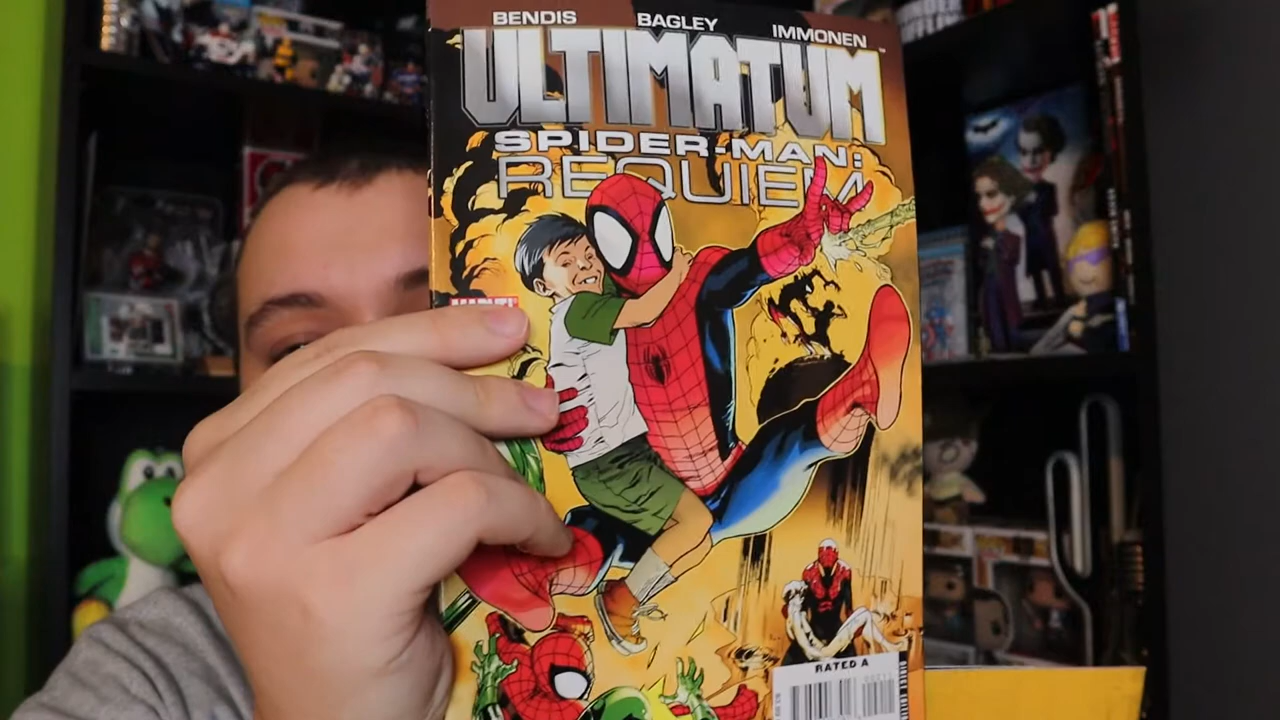 BENDIS BAGLEY IMMONEN
ULTIMATUM
SPIDER-MAN:
REQUIEM
MARVEL
RATED A